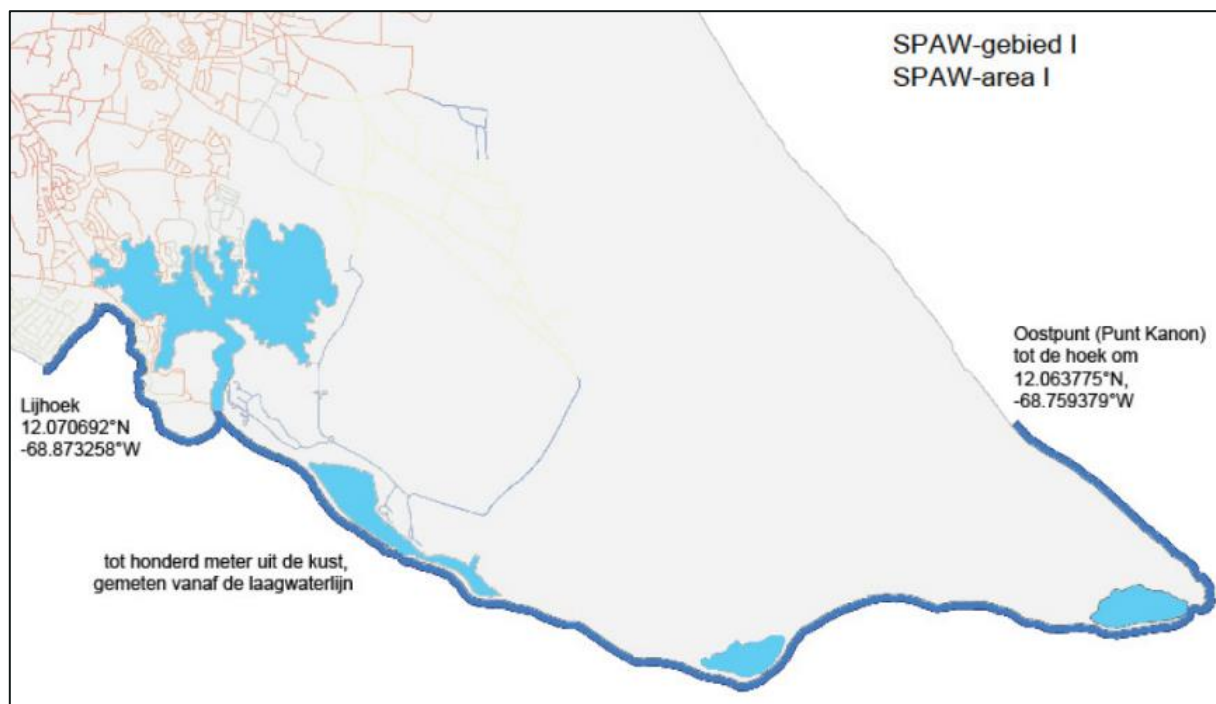 SPAW-gebied I
SPAW-area I
Oostpunt (Punt Kanon)
tot de hoek om
12.063775°N,
-68.759379°W
Lijhoek
12.070692°N
-68.873258°W
tot honderd meter uit de kust,
gemeten vanaf de laagwaterlijn